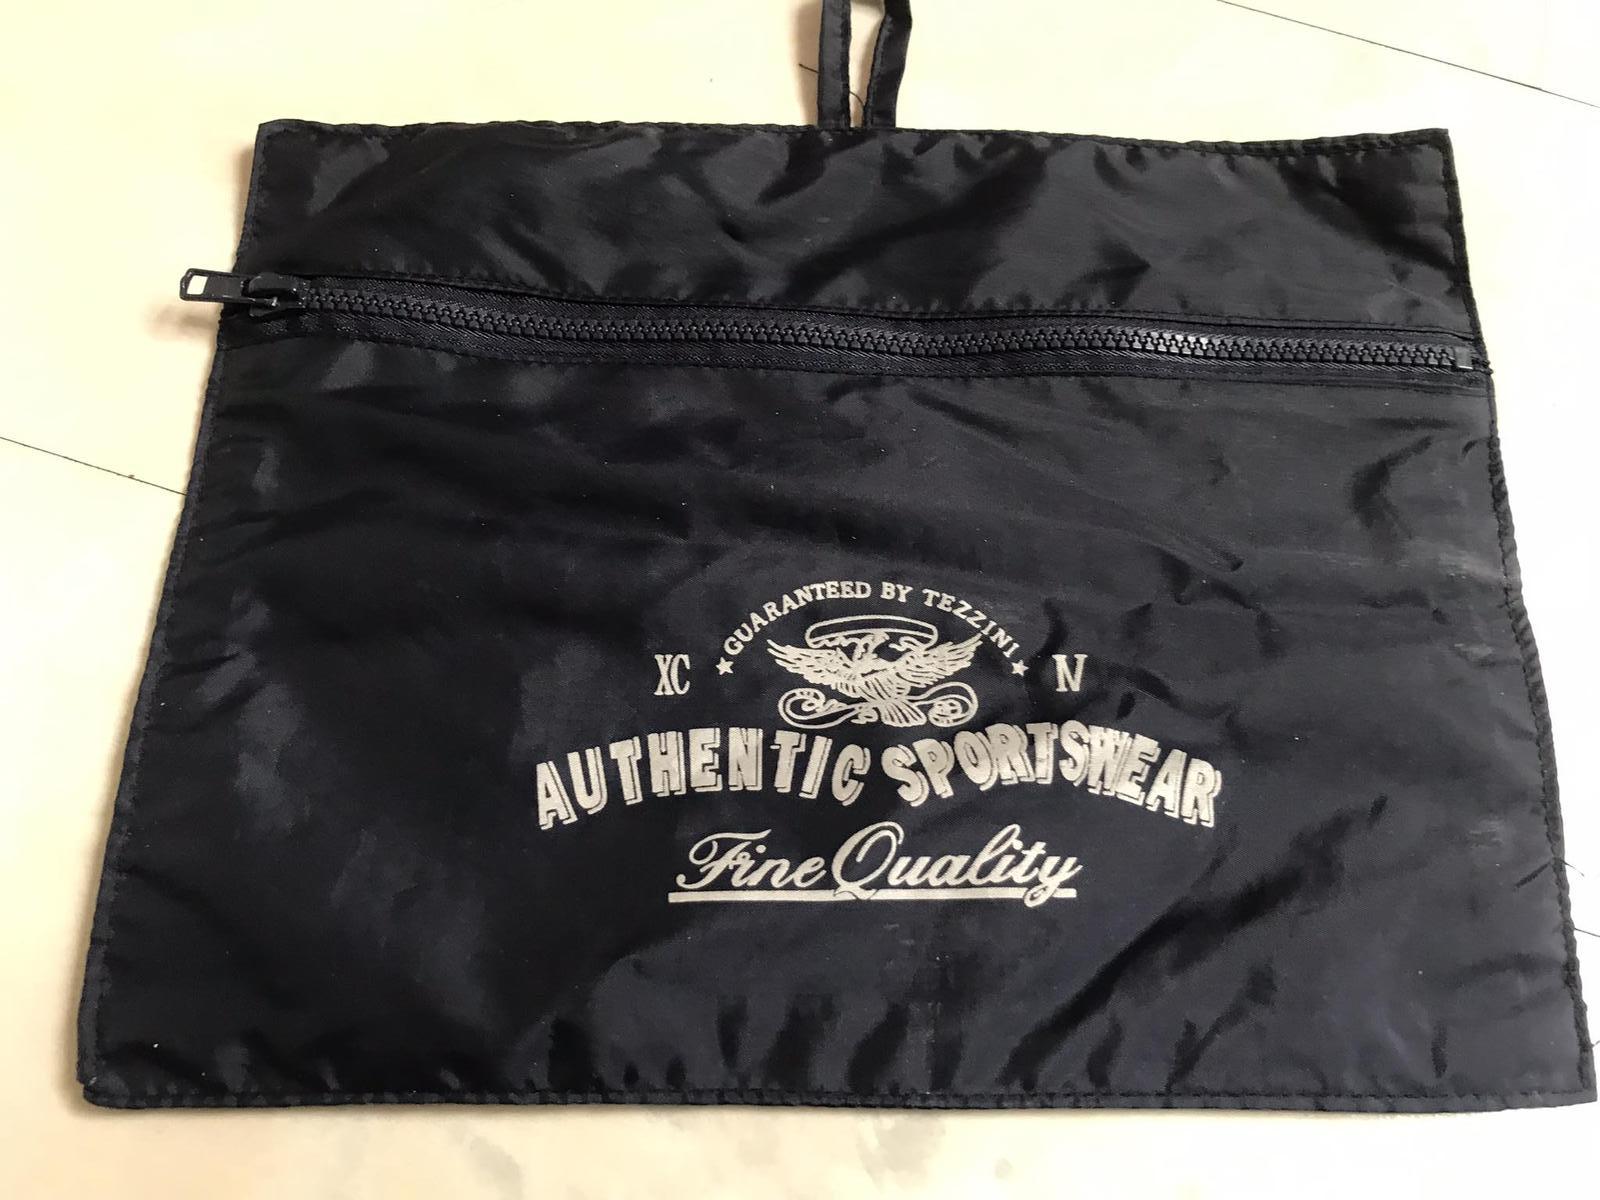 ★ GUARANTEED BY TEZZINI ★
XC N
AUTHENTIC SPORTSWEAR
Fine Quality